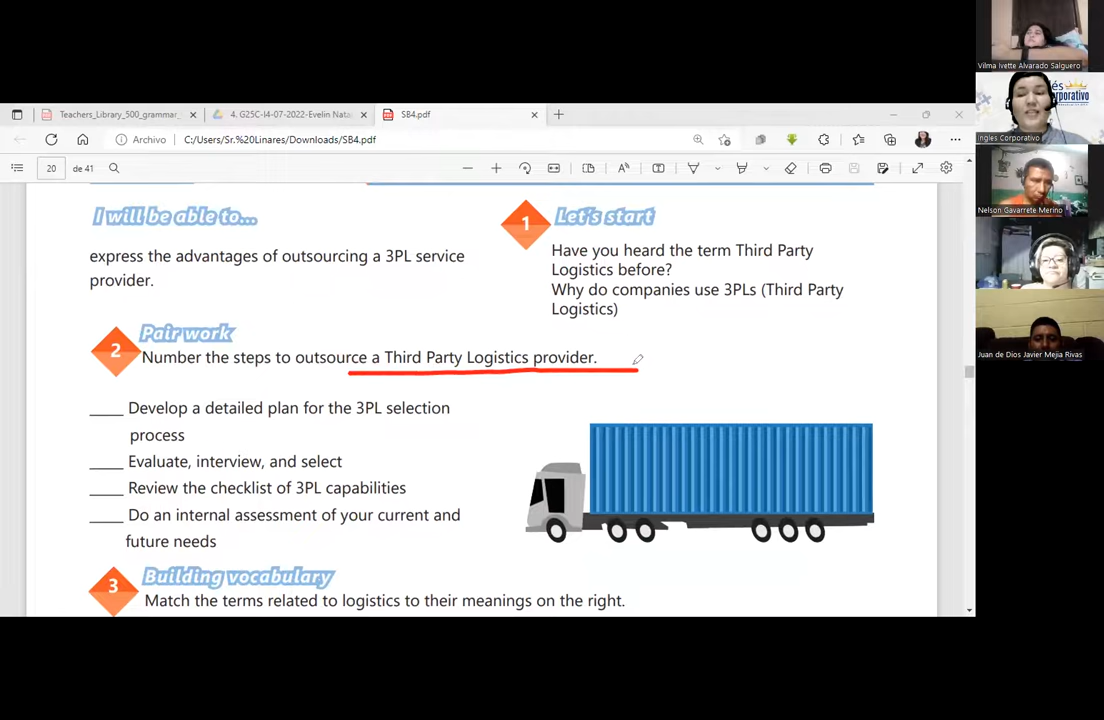 Teachers_Library_500_grammar_
4. G25C-I4-07-2022-Evelin Nata
SB4.pdf
Archivo
C:/Users/Sr.%20Linares/Downloads/SB4.pdf
20
de 41
I will be able to...
express the advantages of outsourcing a 3PL service
provider.
1
Let's start
Have you heard the term Third Party
Logistics before?
Why do companies use 3PLs (Third Party
Logistics)
2
Pair work
Number the steps to outsource a Third Party Logistics provider.
____ Develop a detailed plan for the 3PL selection
process
____ Evaluate, interview, and select
____ Review the checklist of 3PL capabilities
____ Do an internal assessment of your current and
future needs
3
Building vocabulary
Match the terms related to logistics to their meanings on the right.
Vilma Ivette Alvarado Salguero
Ingles Corporativo
Nelson Gavarrete Merino
Juan de Dios Javier Mejia Rivas